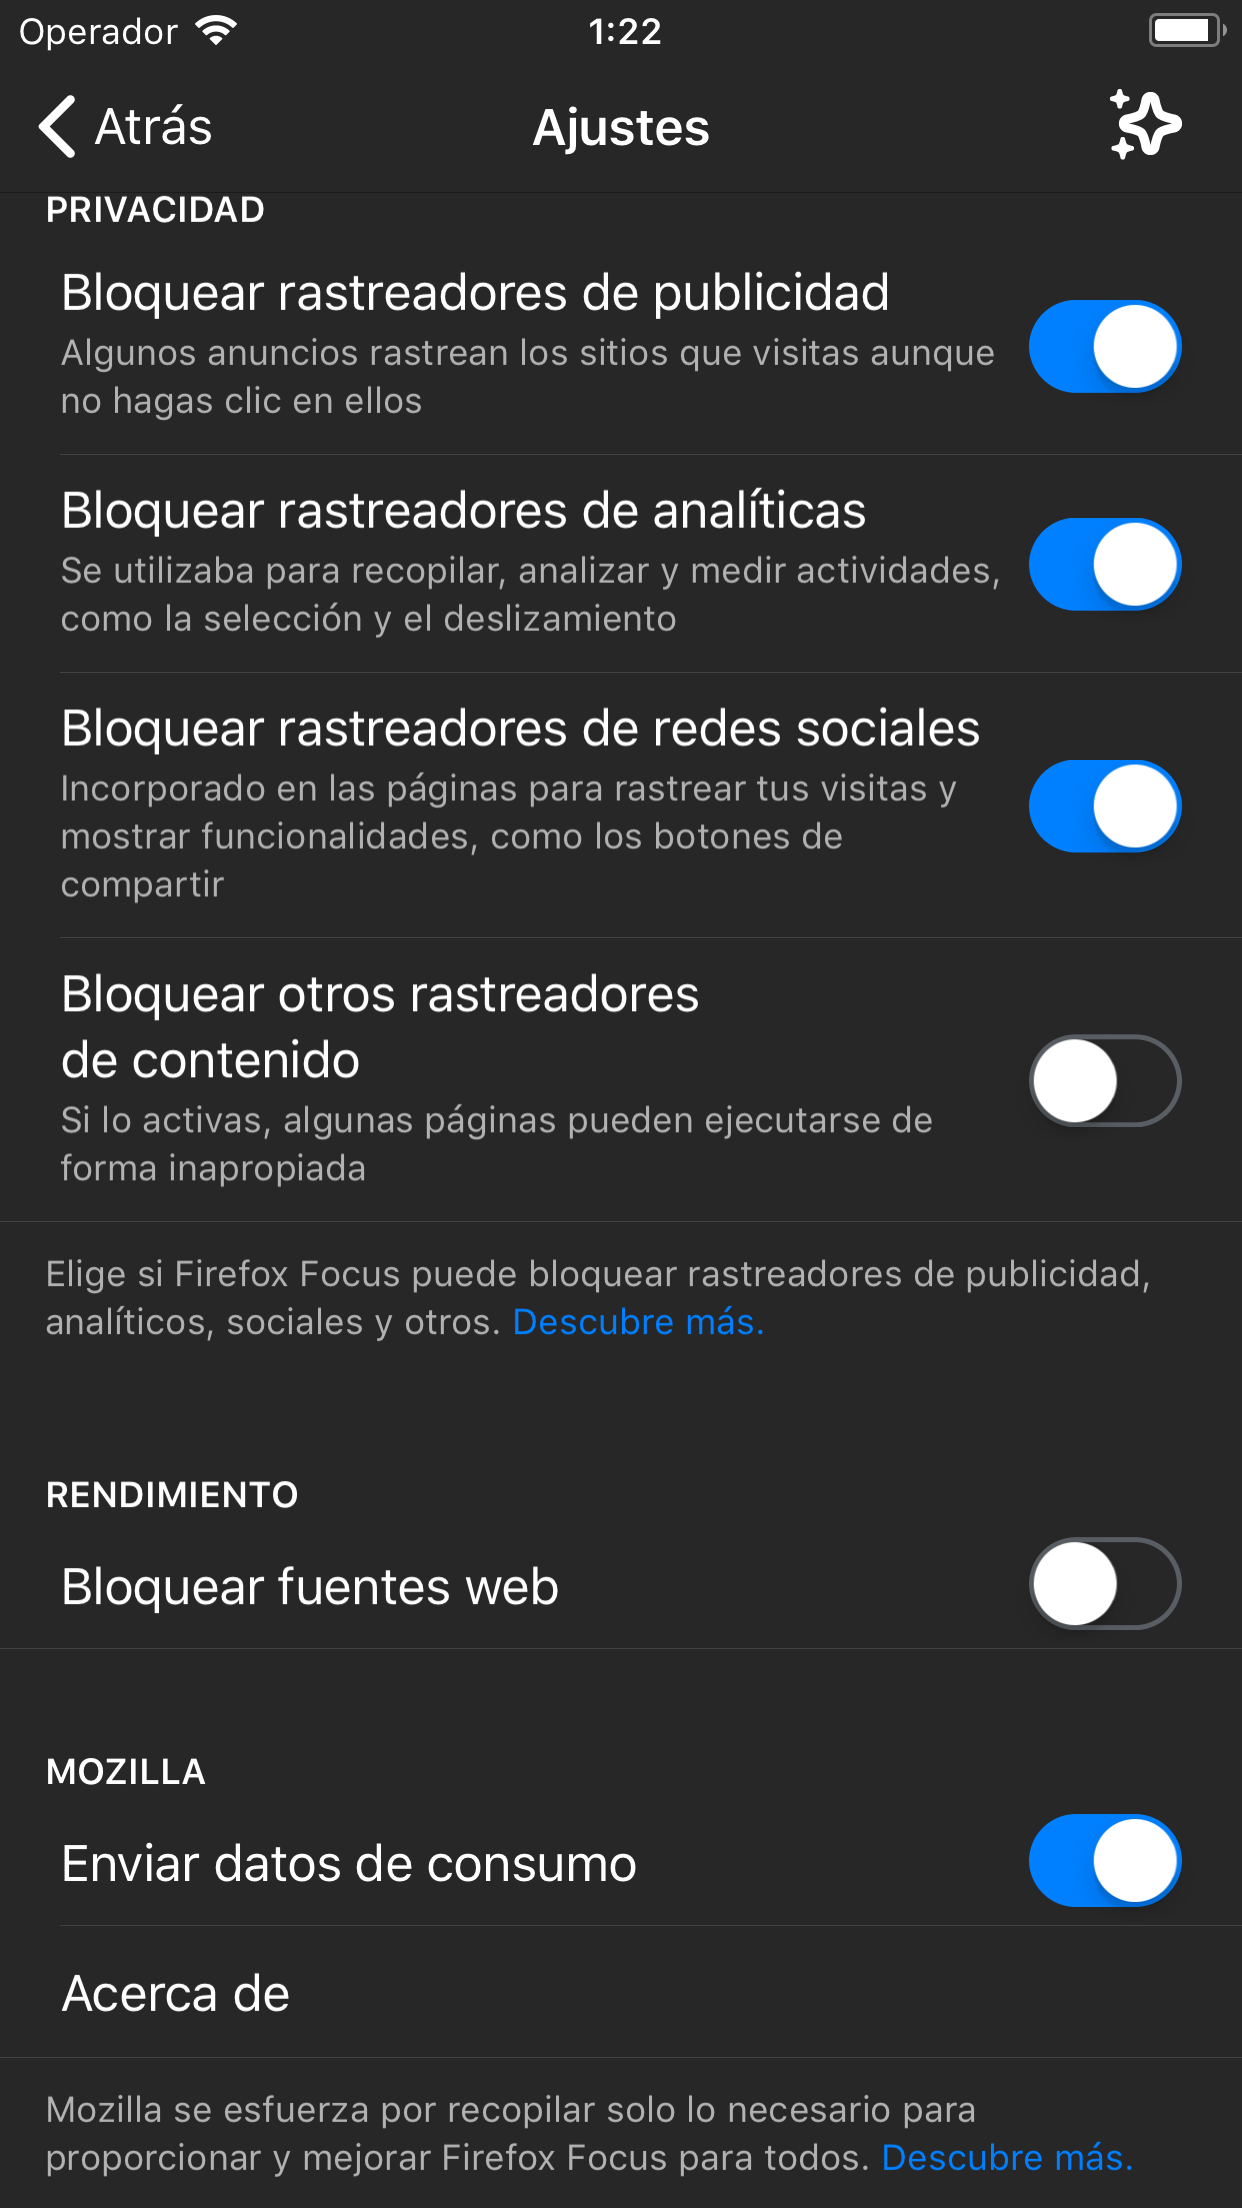 Operador
1:22
Atrás
Ajustes
PRIVACIDAD
Bloquear rastreadores de publicidad
Algunos anuncios rastrean los sitios que visitas aunque
no hagas clic en ellos
Bloquear rastreadores de analíticas
Se utilizaba para recopilar, analizar y medir actividades,
como la selección y el deslizamiento
Bloquear rastreadores de redes sociales
Incorporado en las páginas para rastrear tus visitas y
mostrar funcionalidades, como los botones de
compartir
Bloquear otros rastreadores
de contenido
Si lo activas, algunas páginas pueden ejecutarse de
forma inapropiada
Elige si Firefox Focus puede bloquear rastreadores de publicidad,
analíticos, sociales y otros. Descubre más.
RENDIMIENTO
Bloquear fuentes web
MOZILLA
Enviar datos de consumo
Acerca de
Mozilla se esfuerza por recopilar solo lo necesario para
proporcionar y mejorar Firefox Focus para todos. Descubre más.